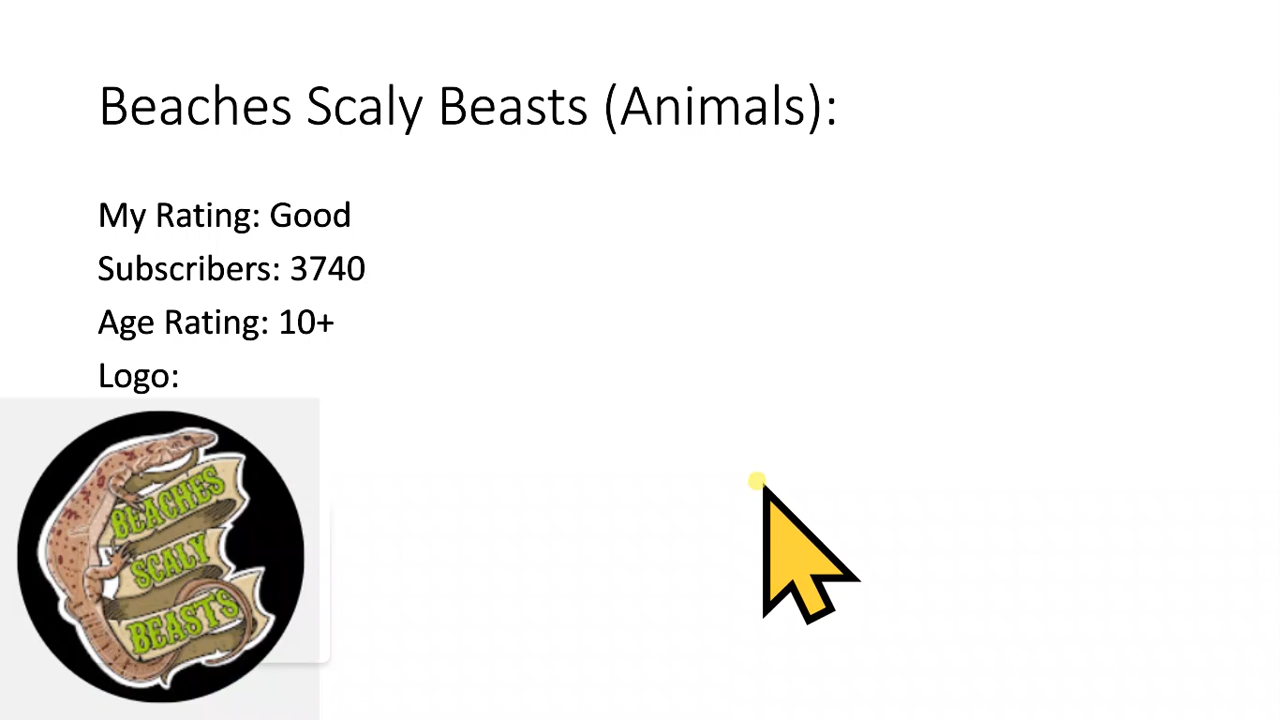 Beaches Scaly Beasts (Animals):
My Rating: Good
Subscribers: 3740
Age Rating: 10+
Logo:
BEACHES
SCALY
BEASTS